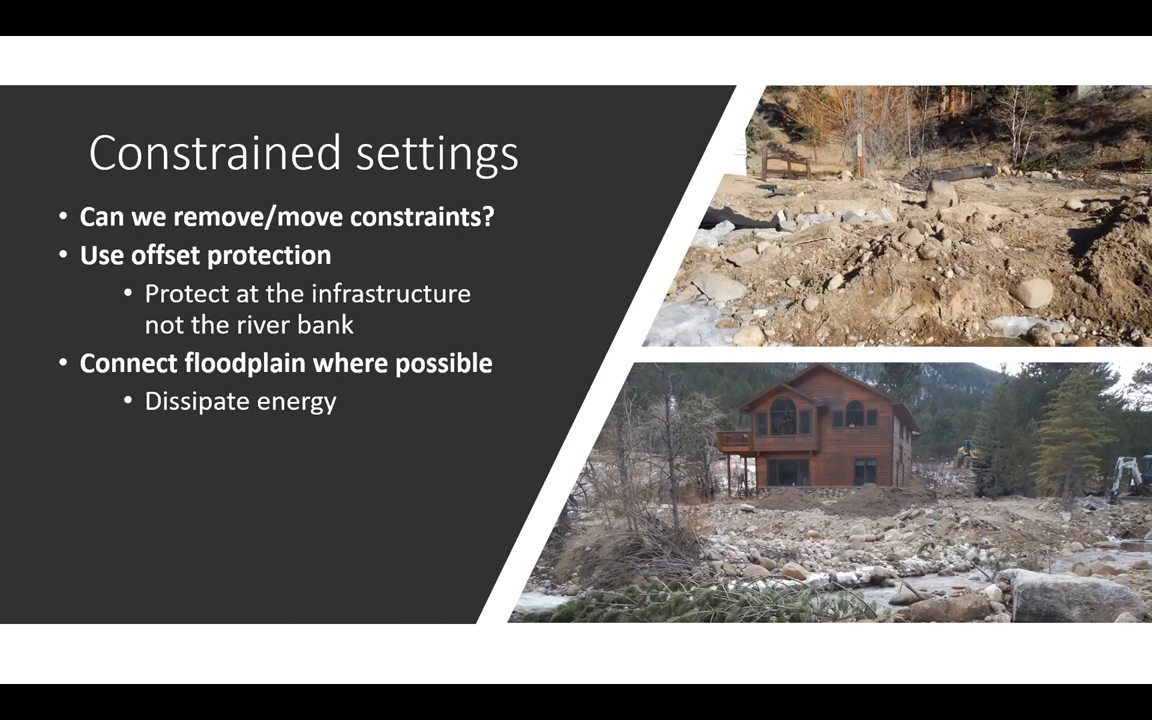 Constrained settings
• Can we remove/move constraints?
• Use offset protection
• Protect at the infrastructure
not the river bank
• Connect floodplain where possible
• Dissipate energy